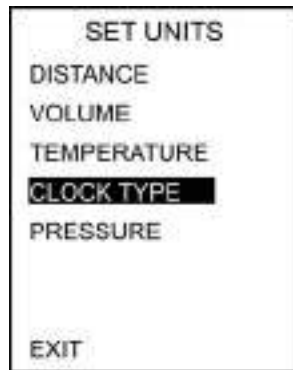 SET UNITS
DISTANCE
VOLUME
TEMPERATURE
CLOCK TYPE
PRESSURE
EXIT